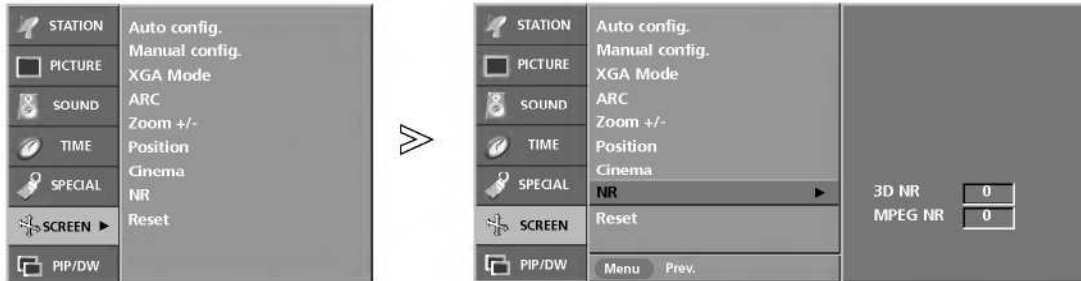 STATION
PICTURE
SOUND
TIME
SPECIAL
SCREEN
PIP/DW
Auto config.
Manual config.
XGA Mode
ARC
Zoom +/-
Position
Cinema
NR
Reset
STATION
PICTURE
SOUND
TIME
SPECIAL
SCREEN
PIP/DW
Auto config.
Manual config.
XGA Mode
ARC
Zoom +/-
Position
Cinema
NR
Reset
Menu Prev.
3D NR 0
MPEG NR 0